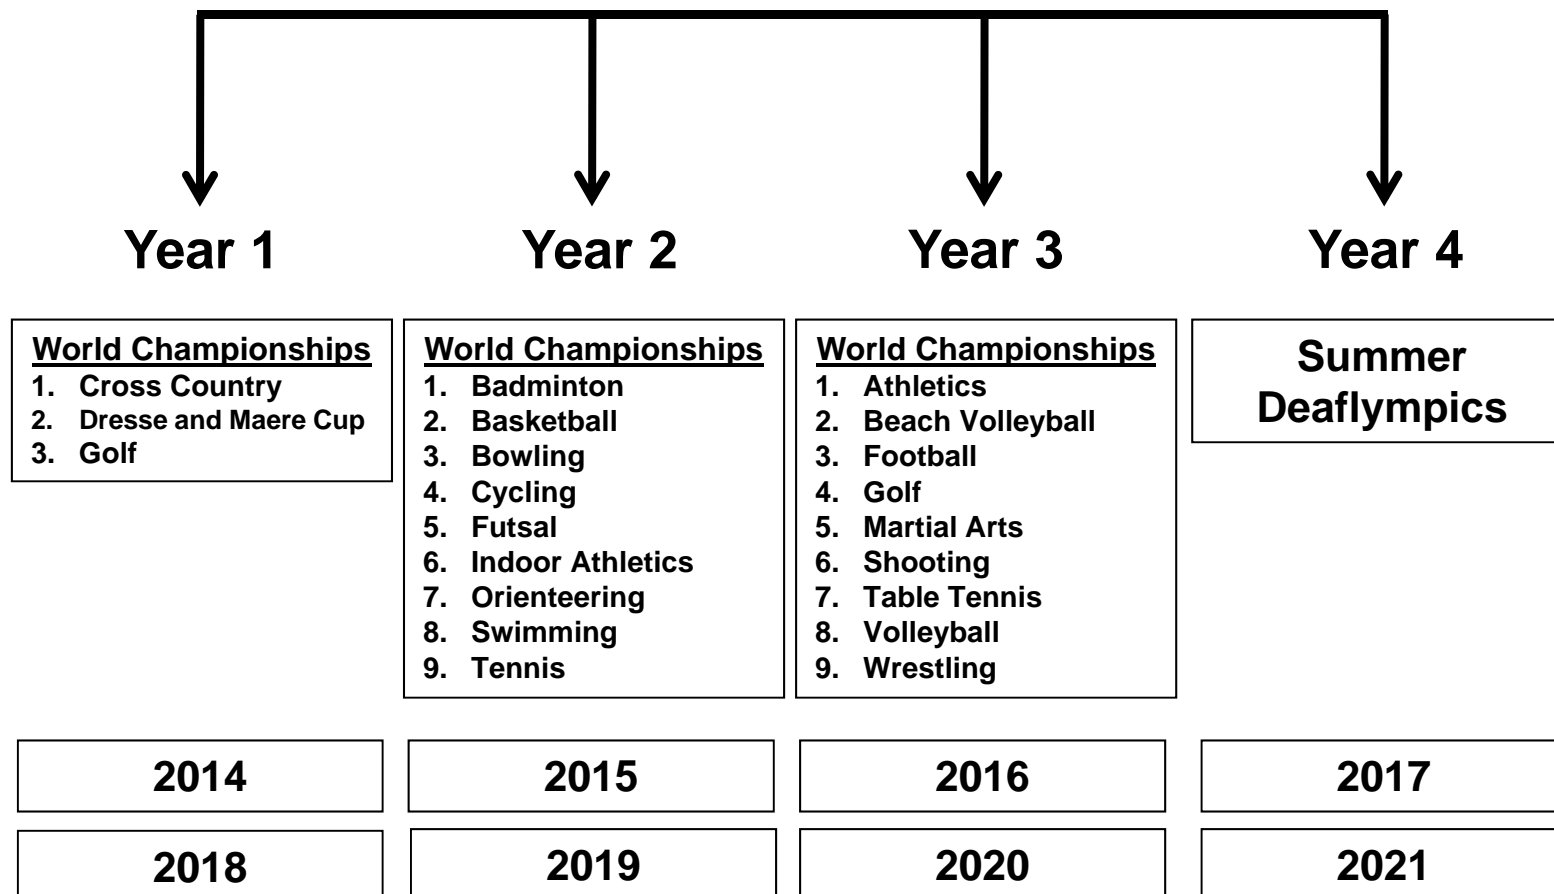 Year 1
Year 2
Year 3
Year 4
World Championships
1. Cross Country
2. Dresse and Maere Cup
3. Golf
World Championships
1. Badminton
2. Basketball
3. Bowling
4. Cycling
5. Futsal
6. Indoor Athletics
7. Orienteering
8. Swimming
9. Tennis
World Championships
1. Athletics
2. Beach Volleyball
3. Football
4. Golf
5. Martial Arts
6. Shooting
7. Table Tennis
8. Volleyball
9. Wrestling
Summer
Deaflympics
2014
2015
2016
2017
2018
2019
2020
2021